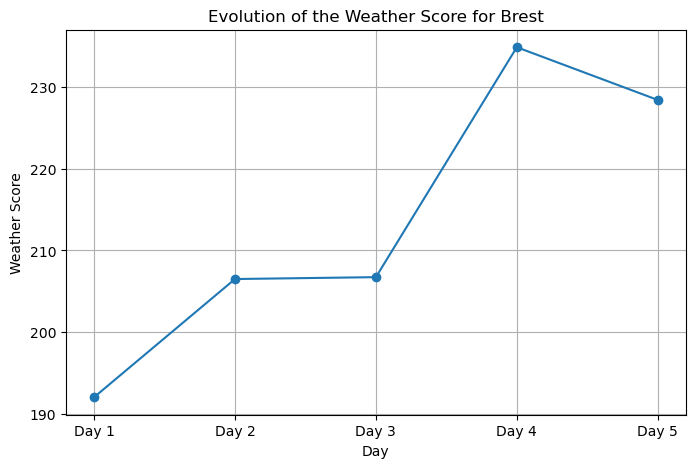 Evolution of the Weather Score for Brest
Weather Score
230
220
210
200
190
Day 1 Day 2 Day 3 Day 4 Day 5
Day